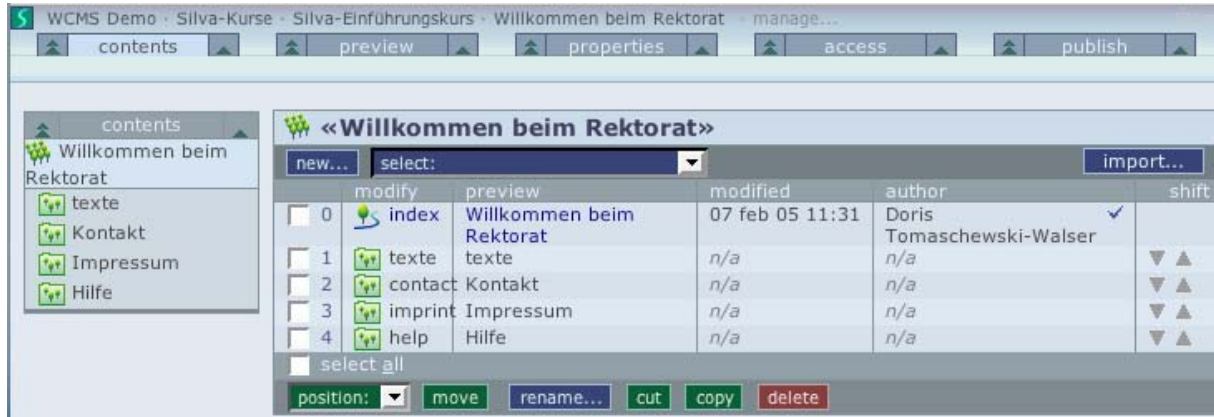 WCMS Demo · Silva-Kurse · Silva-Einführungskurs · Willkommen beim Rektorat · manage...
contents preview properties access publish
contents
Willkommen beim
Rektorat
texte
Kontakt
Impressum
Hilfe
«Willkommen beim Rektorat»
new... select: import...
modify preview modified author shift
0 index Willkommen beim 07 feb 05 11:31 Doris
Rektorat Tomaschewski-Walser
1 texte texte n/a n/a
2 contact Kontakt n/a n/a
3 imprint Impressum n/a n/a
4 help Hilfe n/a n/a
select all
position: move rename... cut copy delete